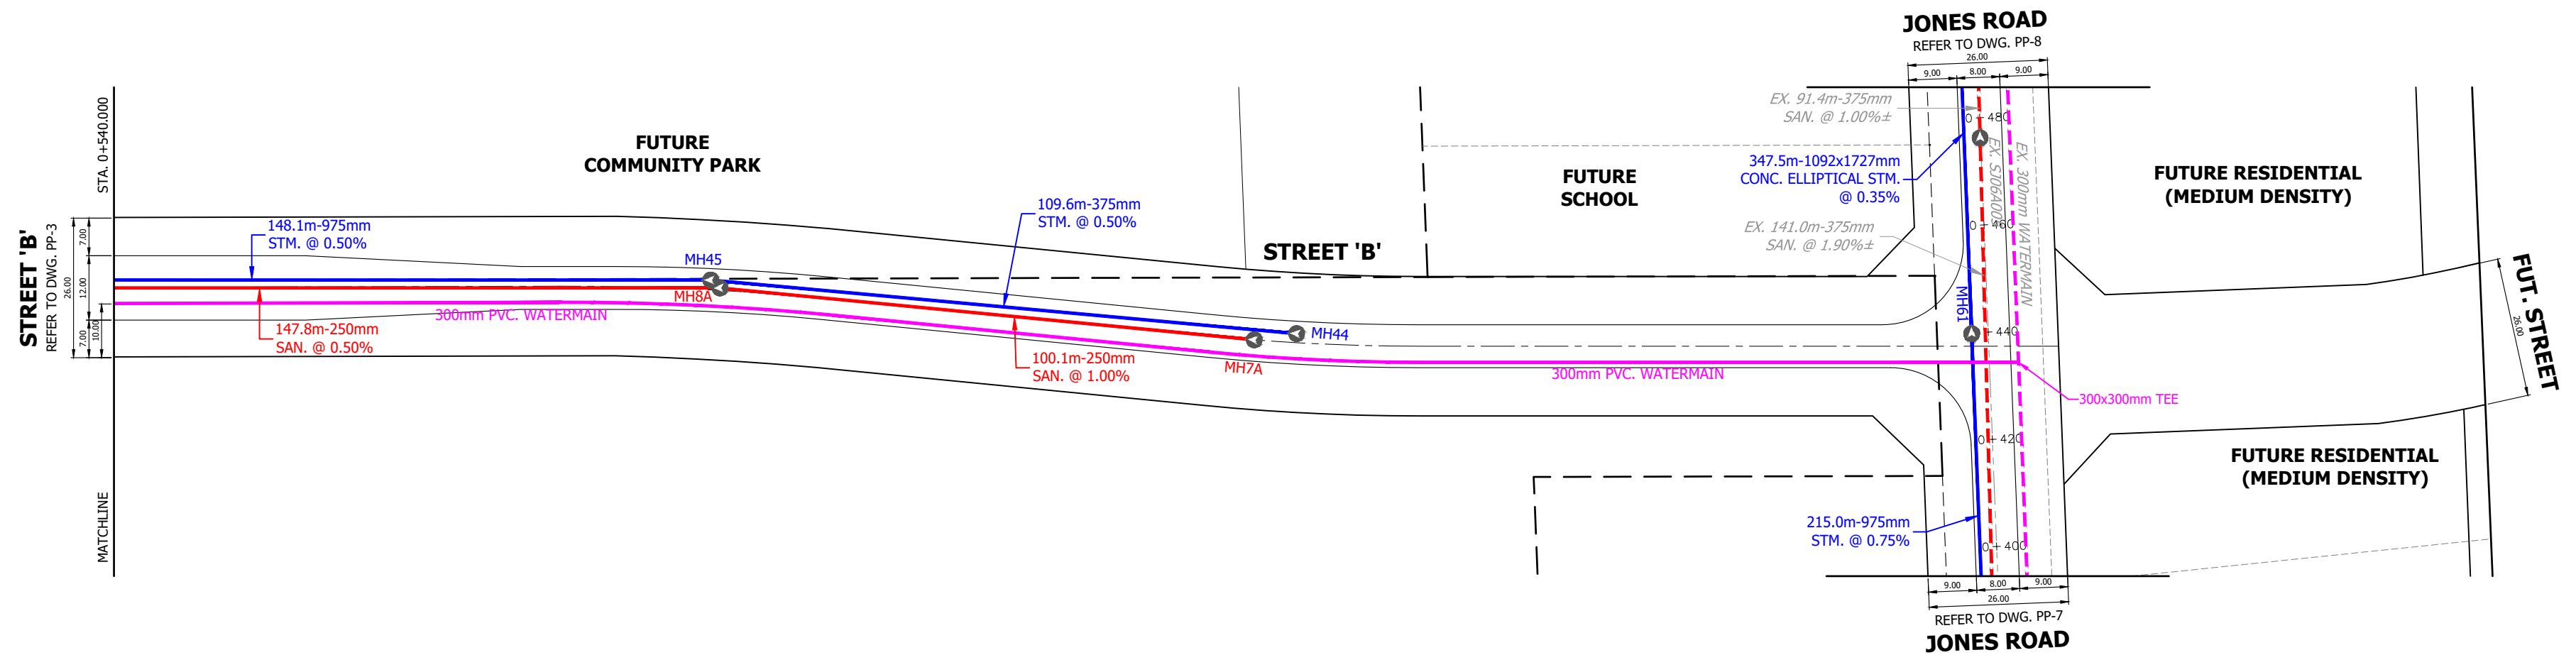 JONES ROAD
REFER TO DWG. PP-8
26.00
9.00
8.00
9.00
STA. 0+540.000
STREET 'B'
REFER TO DWG. PP-3
26.00
7.00
12.00
7.00
10.00
MATCHLINE
FUTURE
COMMUNITY PARK
148.1m-975mm
STM. @ 0.50%
MH45
MH8A
300mm PVC. WATERMAIN
147.8m-250mm
SAN. @ 0.50%
109.6m-375mm
STM. @ 0.50%
100.1m-250mm
SAN. @ 1.00%
STREET 'B'
MH44
MH7A
FUTURE
SCHOOL
300mm PVC. WATERMAIN
EX. 91.4m-375mm
SAN. @ 1.00%±
347.5m-1092x1727mm
CONC. ELLIPTICAL STM.
@ 0.35%
EX. 141.0m-375mm
SAN. @ 1.90%±
MH61
0+480
0+460
0+440
0+420
0+400
EX. 300mm WATERMAIN
300x300mm TEE
215.0m-975mm
STM. @ 0.75%
FUTURE RESIDENTIAL
(MEDIUM DENSITY)
FUTURE RESIDENTIAL
(MEDIUM DENSITY)
FUT. STREET
26.00
9.00
8.00
9.00
26.00
REFER TO DWG. PP-7
JONES ROAD